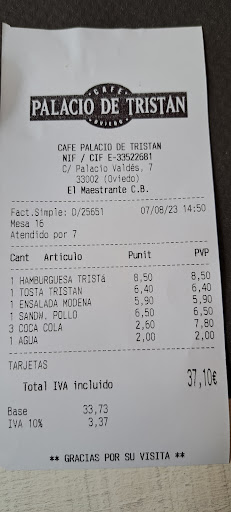 CAFE
PALACIO DE TRISTAN
OVIEDO
CAFE PALACIO DE TRISTAN
NIF / CIF E-33522681
C/ Palacio Valdés, 7
33002 (Oviedo)
El Maestrante C.B.
Fact.Simple: D/25651 07/08/23 14:50
Mesa 16
Atendido por 7
Cant Articulo Punit PVP
1 HAMBURGUESA TRISTá 8,50 8,50
1 TOSTA TRISTAN 6,40 6,40
1 ENSALADA MODENA 5,90 5,90
1 SANDW. POLLO 6,50 6,50
3 COCA COLA 2,60 7,80
1 AGUA 2,00 2,00
TARJETAS
Total IVA incluido 37,10€
Base 33,73
IVA 10% 3,37
** GRACIAS POR SU VISITA **